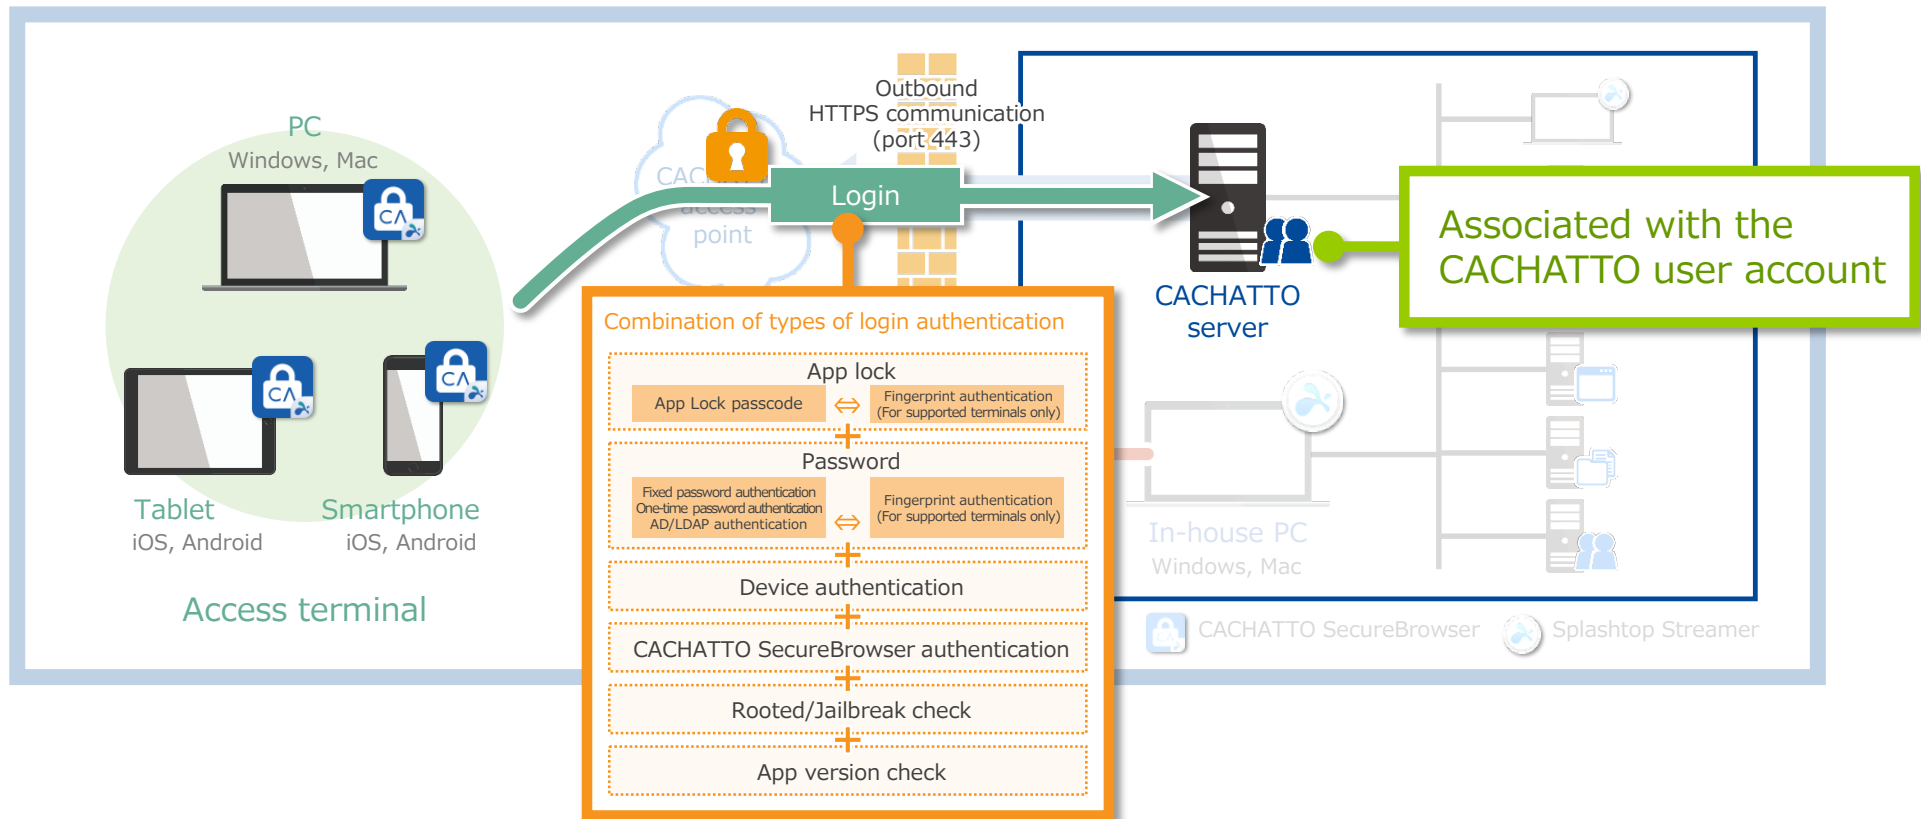 PC
Windows, Mac
Tablet
iOS, Android
Smartphone
iOS, Android
Access terminal
access
point
Outbound
HTTPS communication
(port 443)
Login
Combination of types of login authentication
App lock
App Lock passcode
Fingerprint authentication
(For supported terminals only)
Password
Fixed password authentication
One-time password authentication
AD/LDAP authentication
Fingerprint authentication
(For supported terminals only)
Device authentication
CACHATTO SecureBrowser authentication
Rooted/Jailbreak check
App version check
CACHATTO
server
Associated with the
CACHATTO user account
In-house PC
Windows, Mac
CACHATTO SecureBrowser
Splashtop Streamer